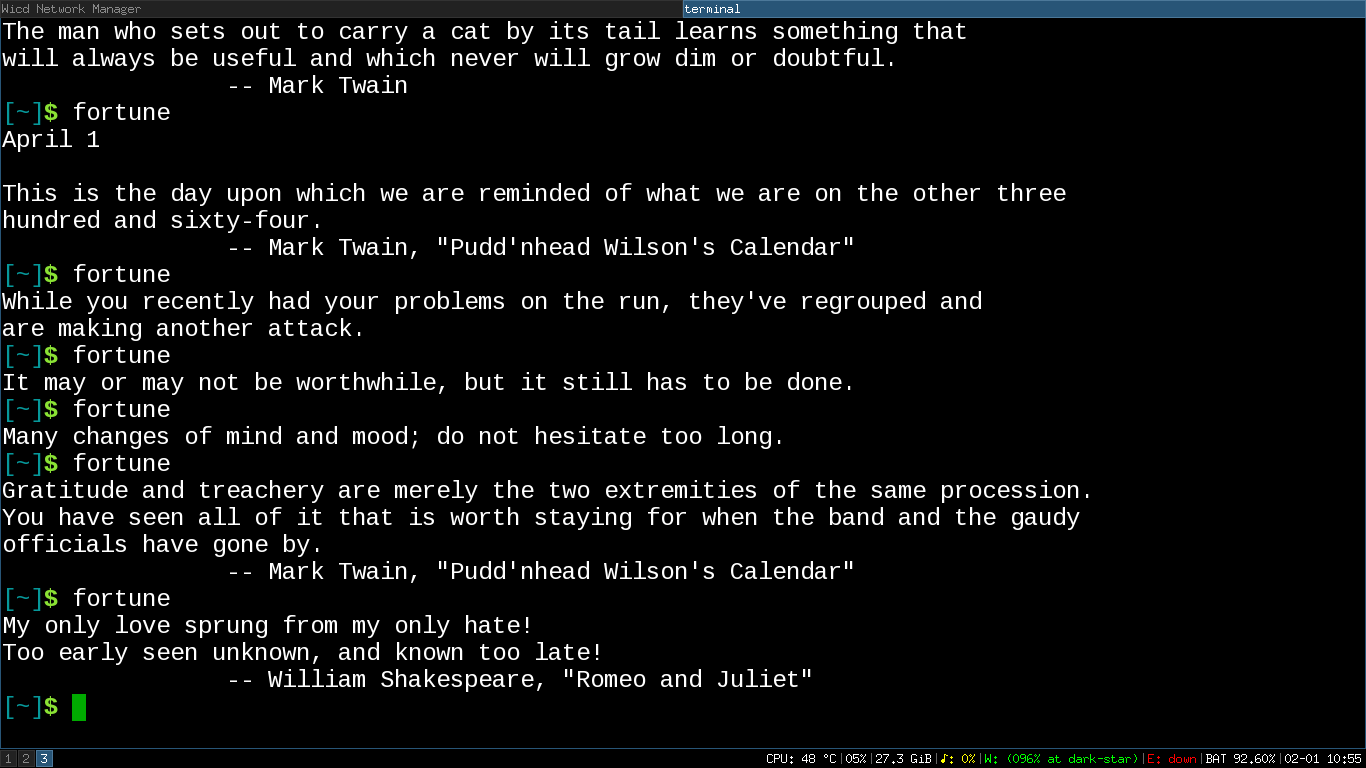 Wicd Network Manager
terminal
The man who sets out to carry a cat by its tail learns something that
will always be useful and which never will grow dim or doubtful.
-- Mark Twain
[~]$ fortune
April 1
This is the day upon which we are reminded of what we are on the other three
hundred and sixty-four.
-- Mark Twain, "Pudd'nhead Wilson's Calendar"
[~]$ fortune
While you recently had your problems on the run, they've regrouped and
are making another attack.
[~]$ fortune
It may or may not be worthwhile, but it still has to be done.
[~]$ fortune
Many changes of mind and mood; do not hesitate too long.
[~]$ fortune
Gratitude and treachery are merely the two extremities of the same procession.
You have seen all of it that is worth staying for when the band and the gaudy
officials have gone by.
-- Mark Twain, "Pudd'nhead Wilson's Calendar"
[~]$ fortune
My only love sprung from my only hate!
Too early seen unknown, and known too late!
-- William Shakespeare, "Romeo and Juliet"
[~]$
1 2 3 CPU: 48 °C|05%|27.3 GiB|♪: 0%|W: (096% at dark-star)|E: down|BAT 92.60%|02-01 10:55